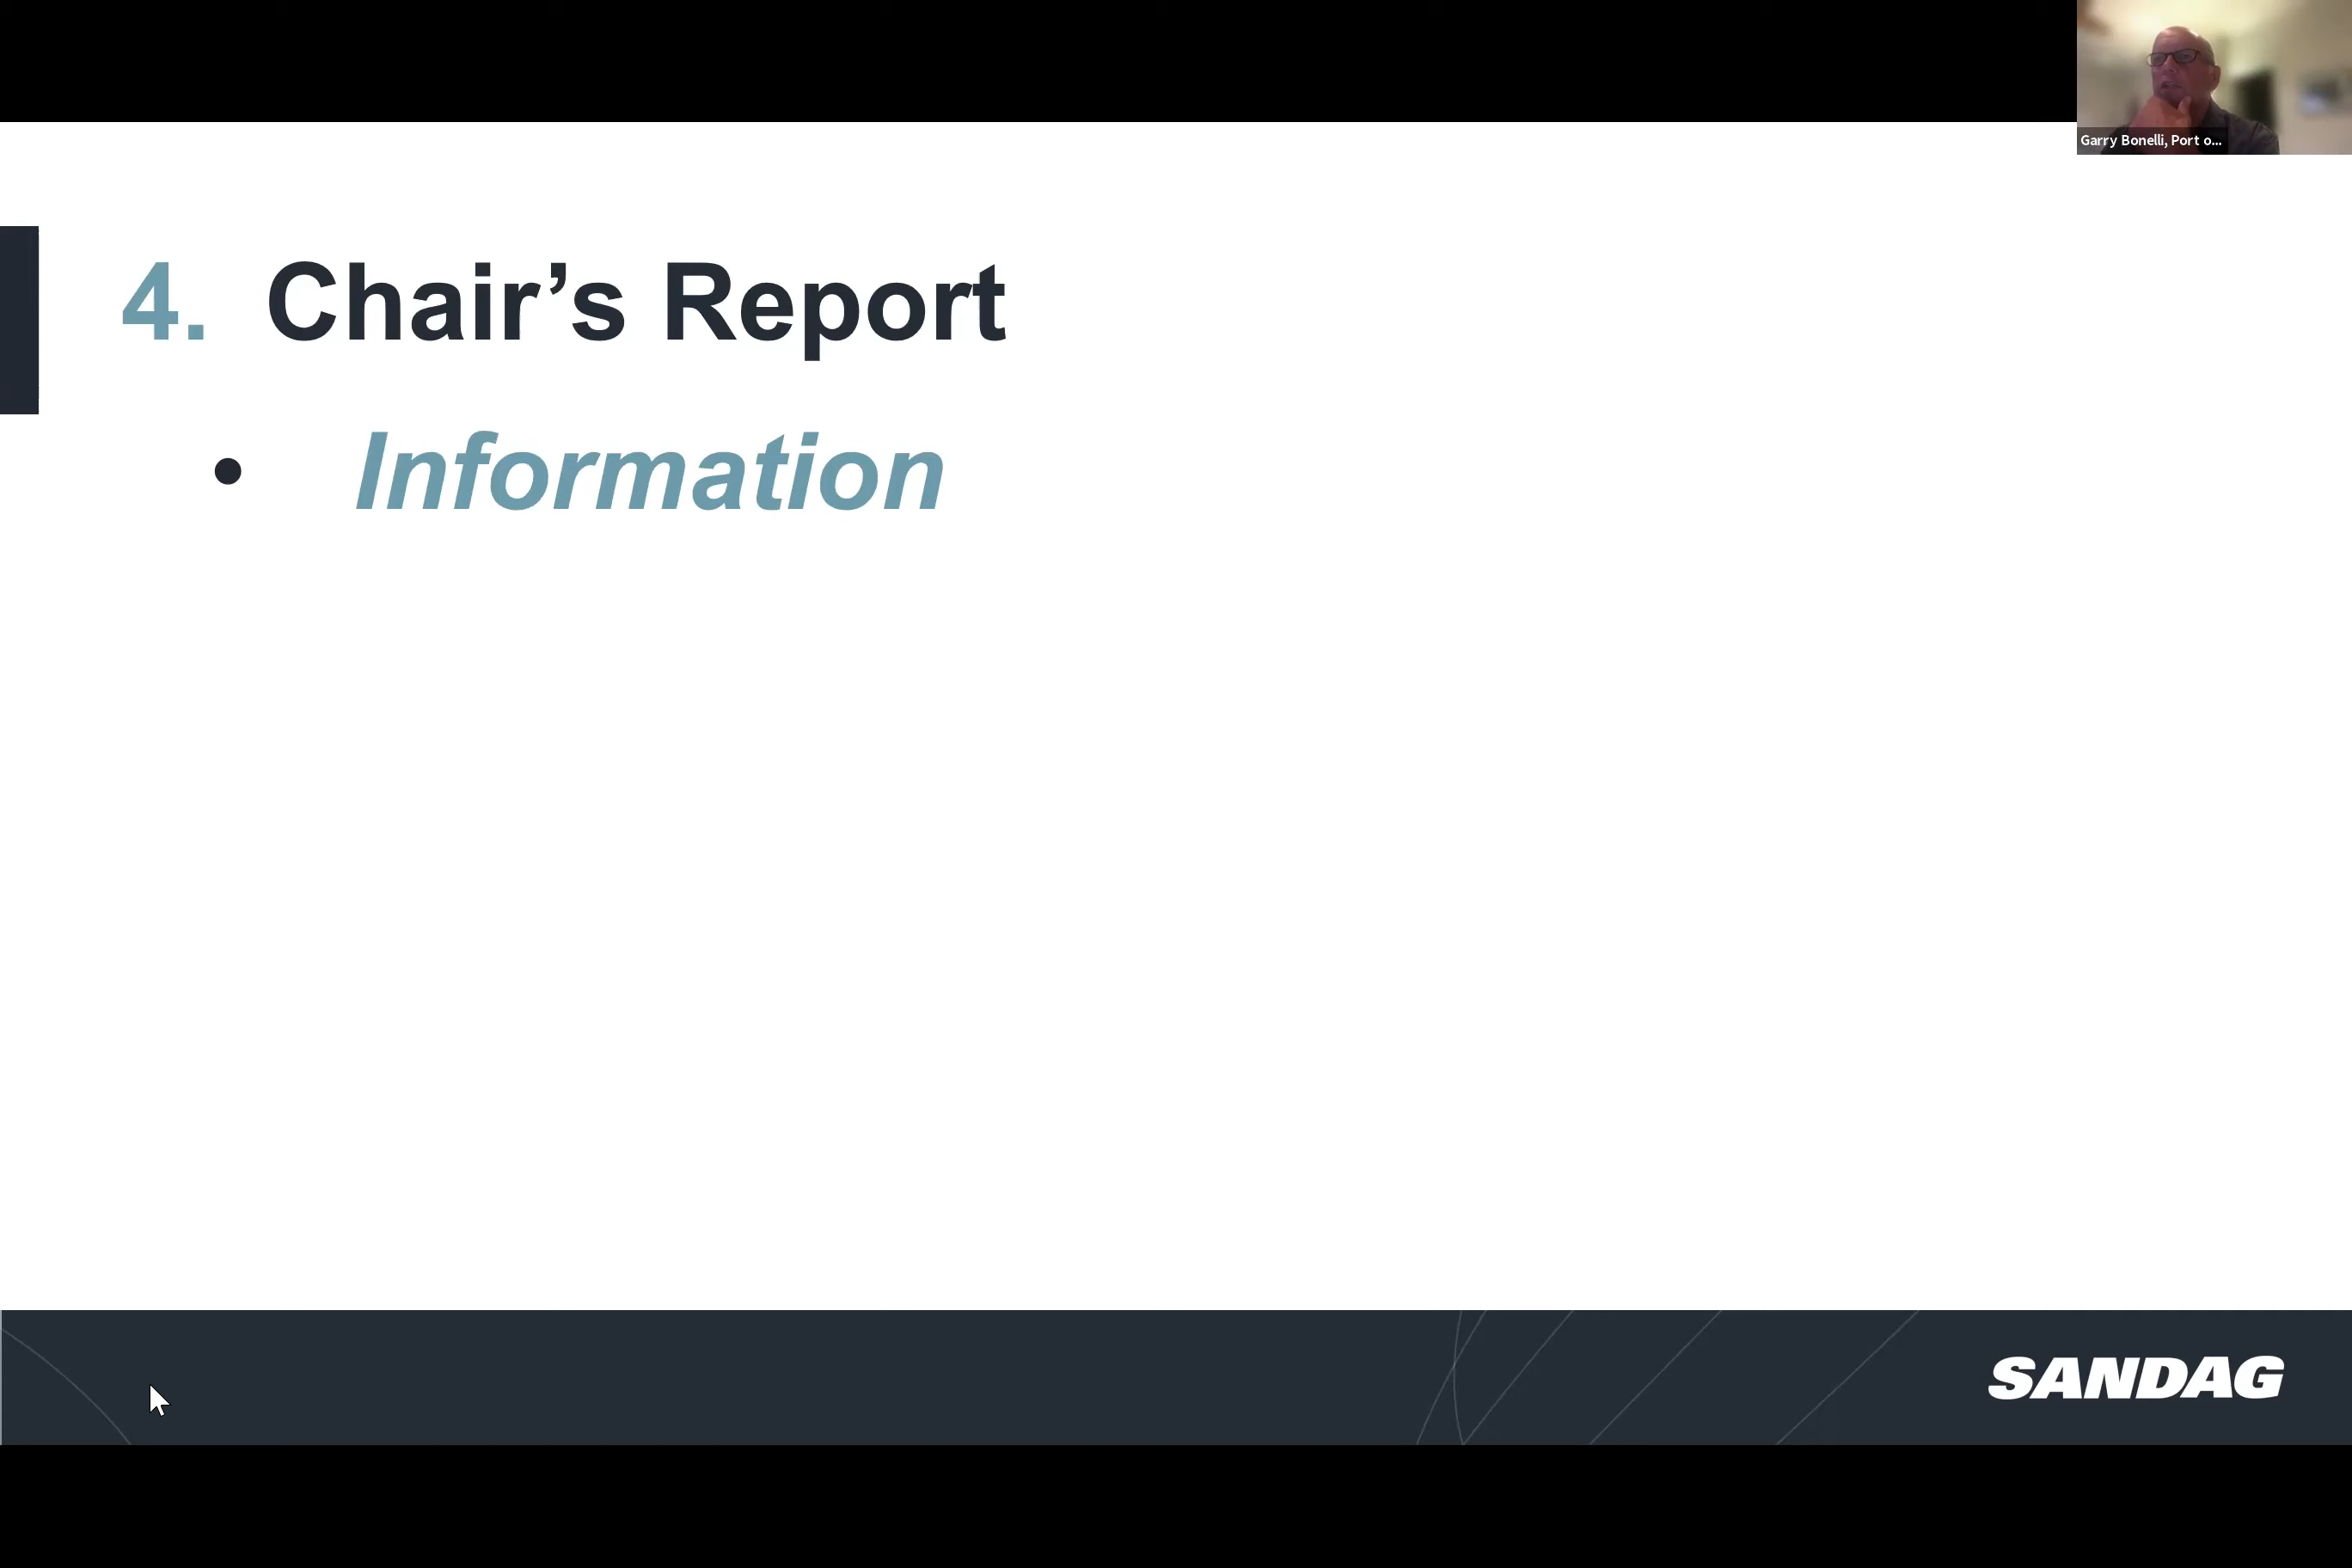 Garry Bonelli, Port o...
4. Chair’s Report
• Information
SANDAG